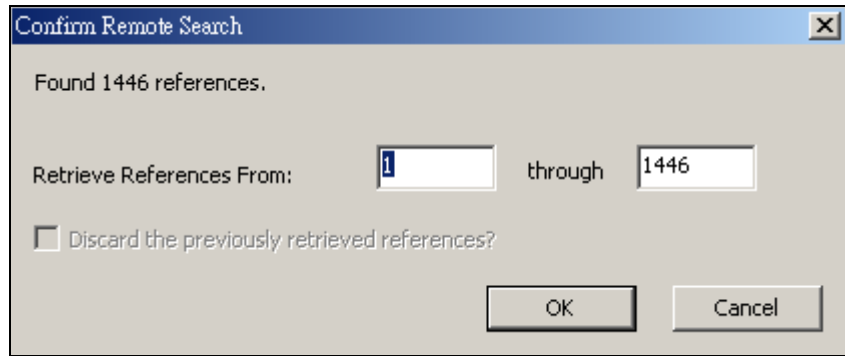 Confirm Remote Search
Found 1446 references.
Retrieve References From: 1 through 1446
Discard the previously retrieved references?
OK Cancel